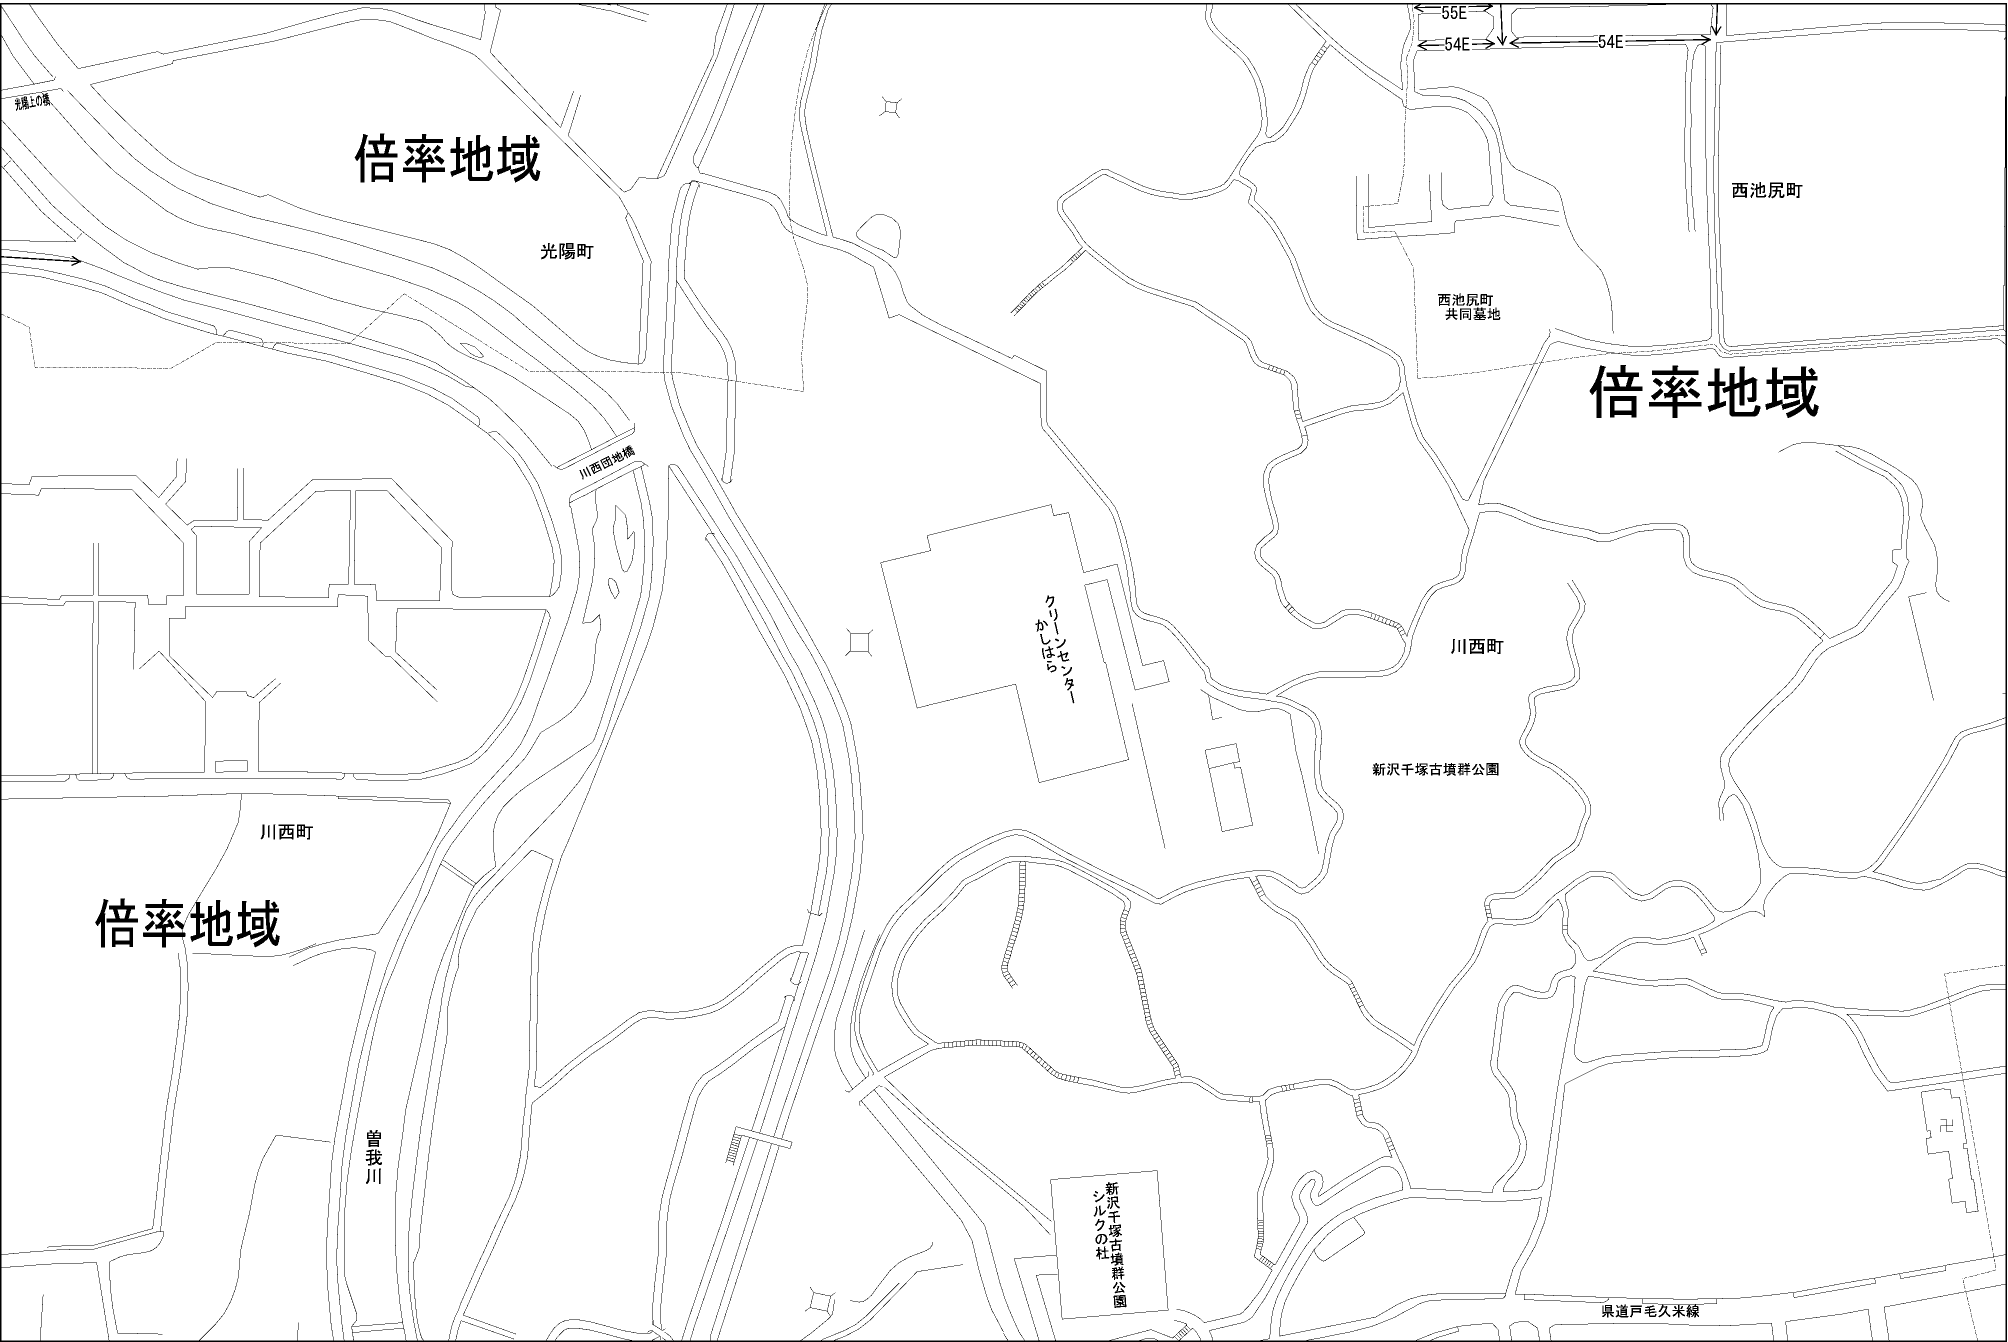 55E
54E
54E
光陽上の橋
倍率地域
西池尻町
光陽町
西池尻町
共同墓地
倍率地域
川西団地橋
クリーンセンター
かしはら
川西町
新沢千塚古墳群公園
川西町
倍率地域
曽我川
新沢千塚古墳群公園
シルクの杜
県道戸毛久米線